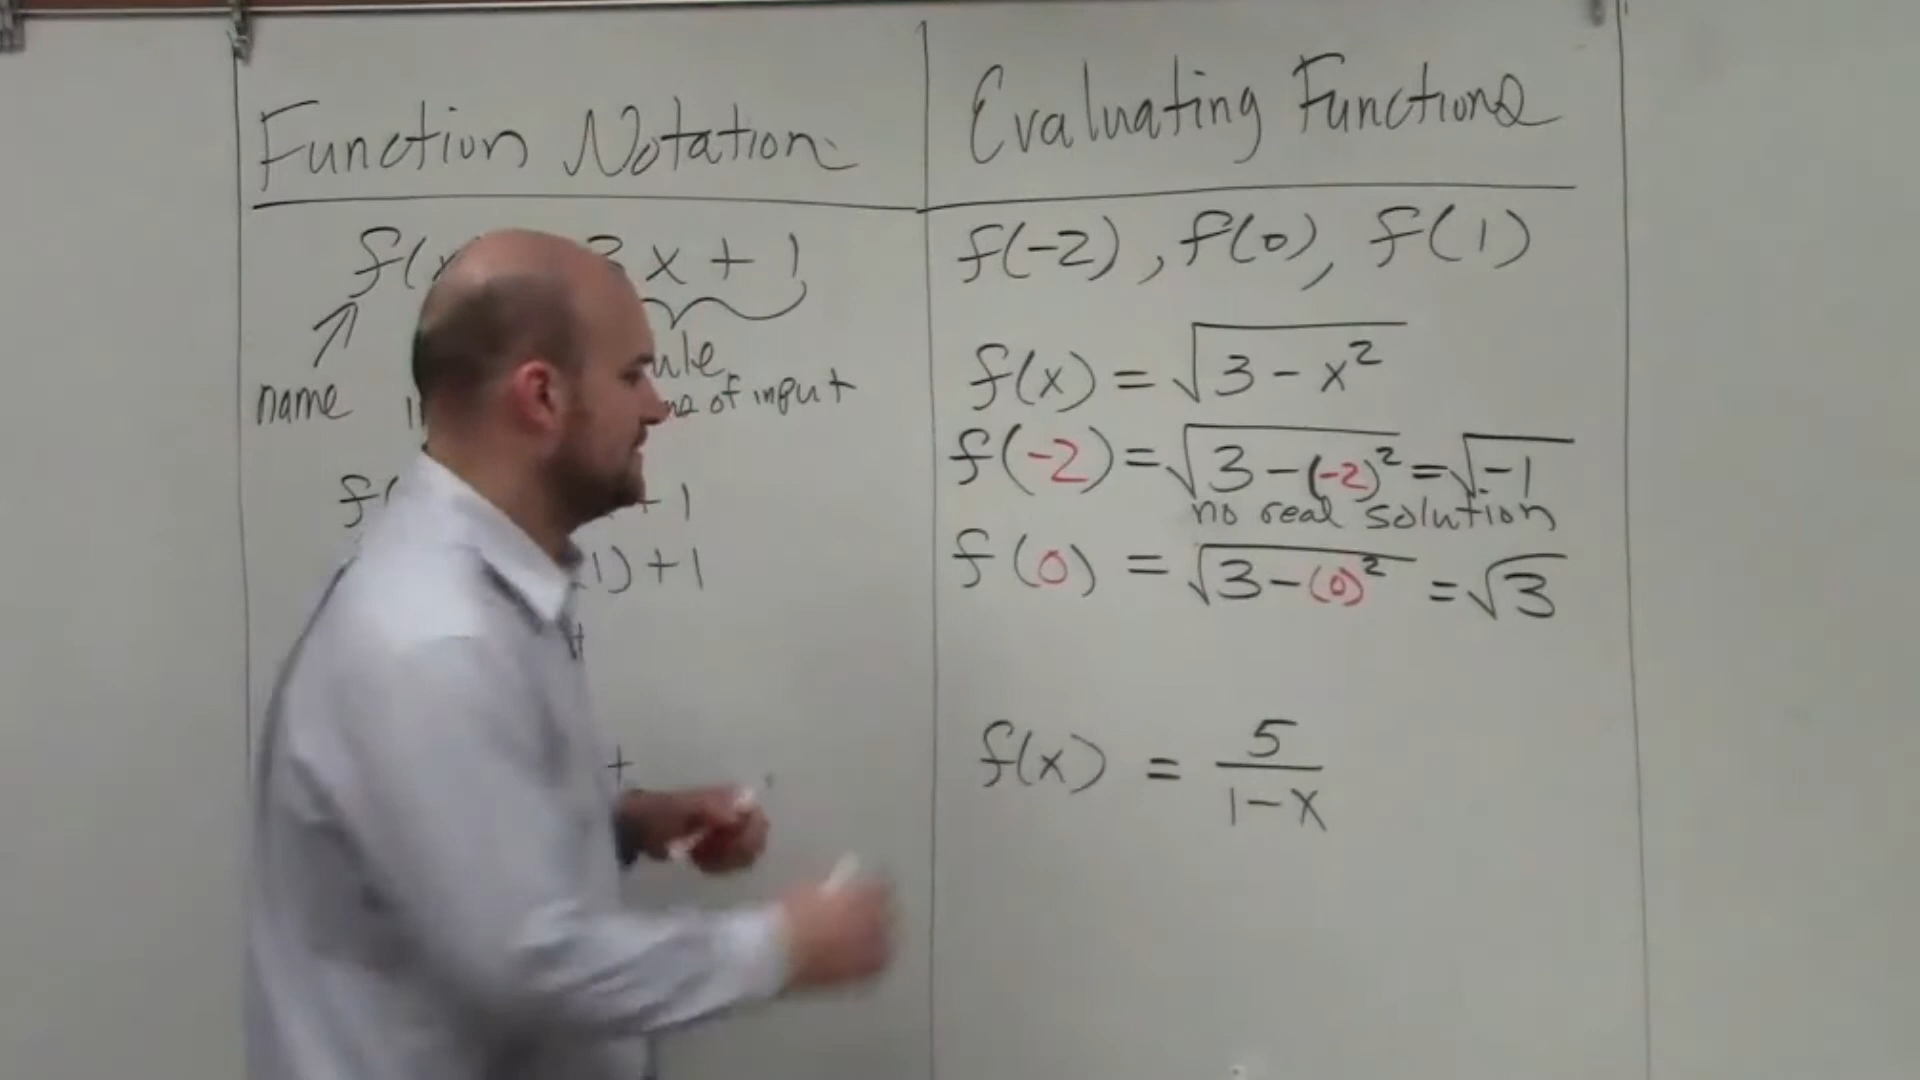 Function Notation
f( x + 1
name
of input
f( + 1
1) + 1
+
Evaluating Functions
f(-2), f(0), f(1)
f(x) = √3 - x²
f(-2) = √3 - (-2)² = √-1
no real solution
f(0) = √3 - (0)² = √3
f(x) = 5
1 - x